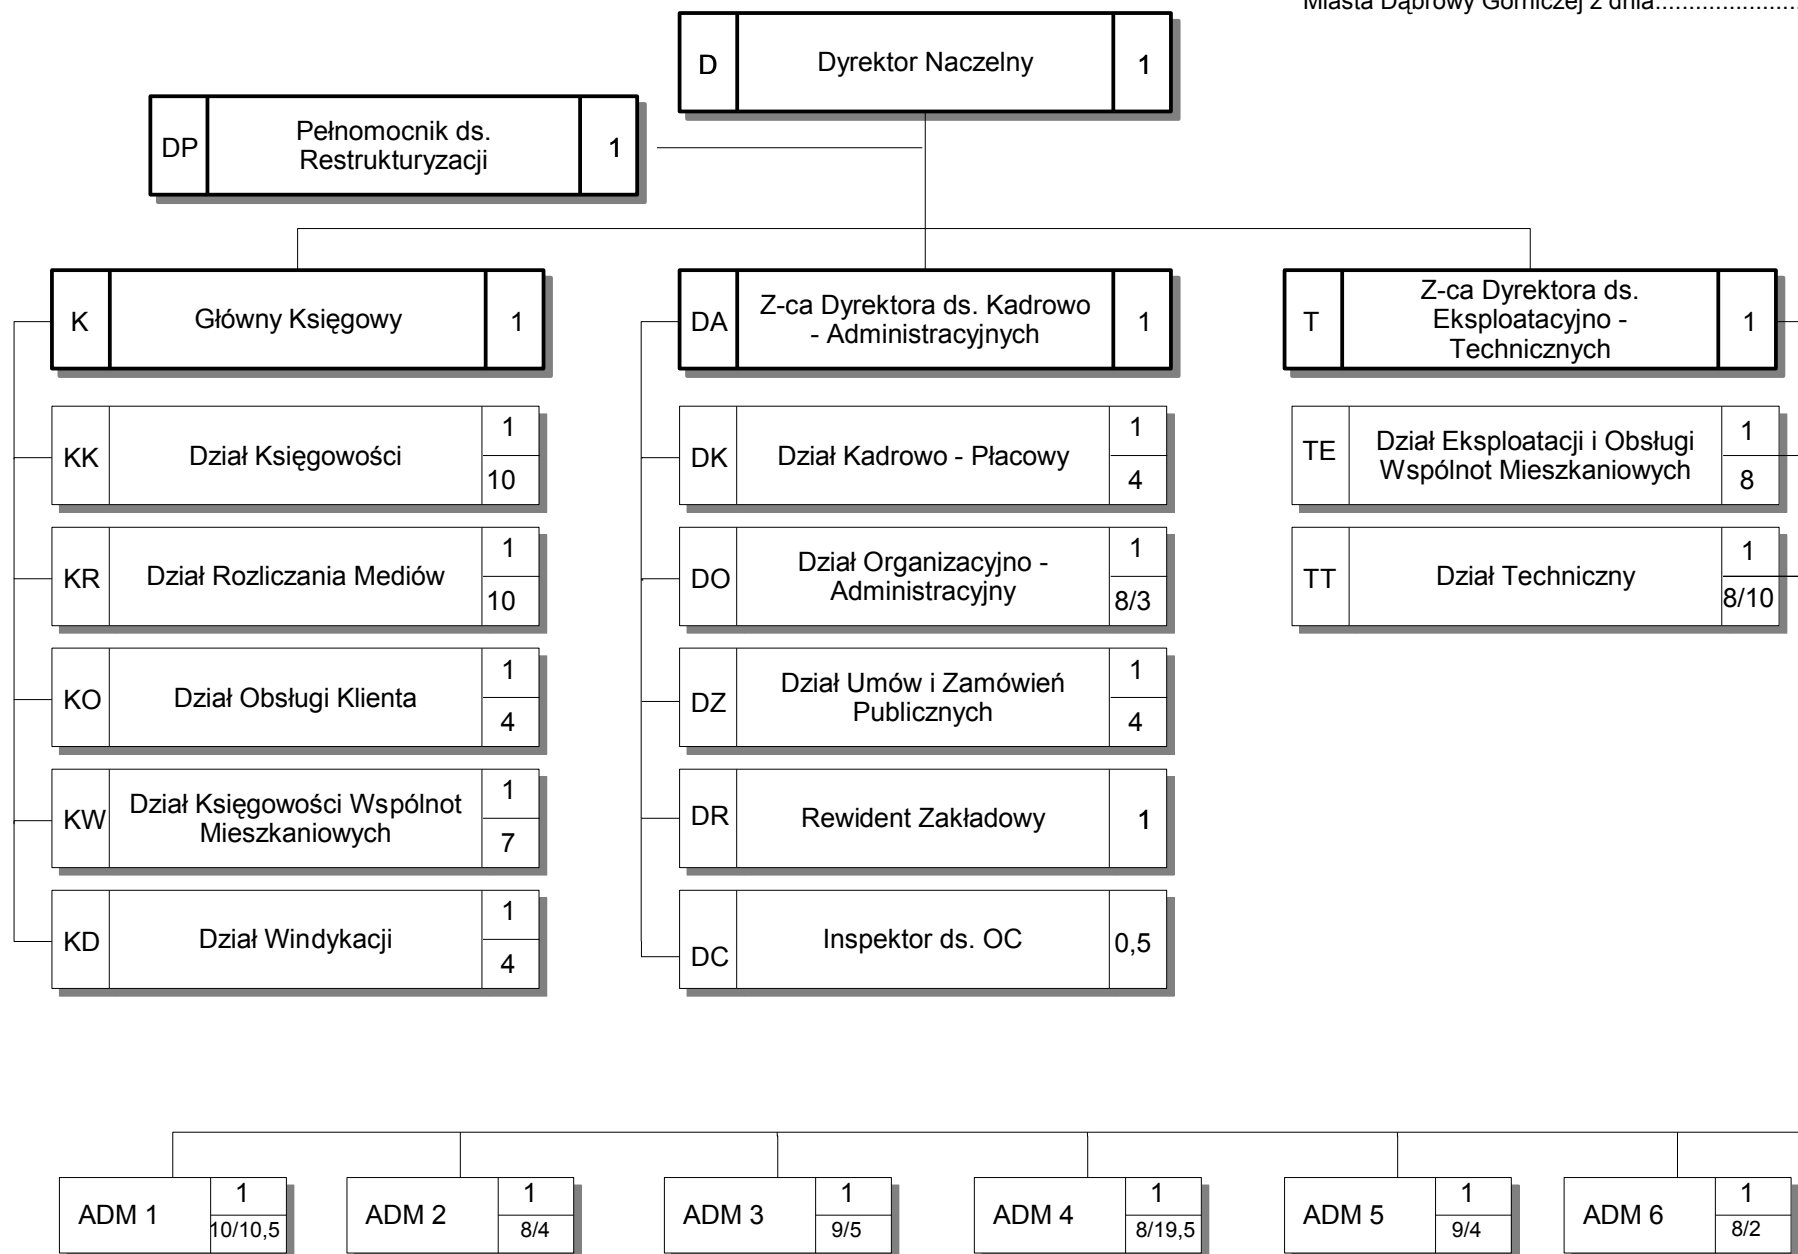 Miasta Dąbrowy Górniczej z dnia.....................
D
Dyrektor Naczelny
1
DP
Pełnomocnik ds.
Restrukturyzacji
1
K
Główny Księgowy
1
DA
Z-ca Dyrektora ds. Kadrowo
- Administracyjnych
1
T
Z-ca Dyrektora ds.
Eksploatacyjno -
Technicznych
1
KK
Dział Księgowości
1
10
DK
Dział Kadrowo - Płacowy
1
4
TE
Dział Eksploatacji i Obsługi
Wspólnot Mieszkaniowych
1
8
KR
Dział Rozliczania Mediów
1
10
DO
Dział Organizacyjno -
Administracyjny
1
8/3
TT
Dział Techniczny
1
8/10
KO
Dział Obsługi Klienta
1
4
DZ
Dział Umów i Zamówień
Publicznych
1
4
KW
Dział Księgowości Wspólnot
Mieszkaniowych
1
7
DR
Rewident Zakładowy
1
KD
Dział Windykacji
1
4
DC
Inspektor ds. OC
0,5
ADM 1
1
10/10,5
ADM 2
1
8/4
ADM 3
1
9/5
ADM 4
1
8/19,5
ADM 5
1
9/4
ADM 6
1
8/2